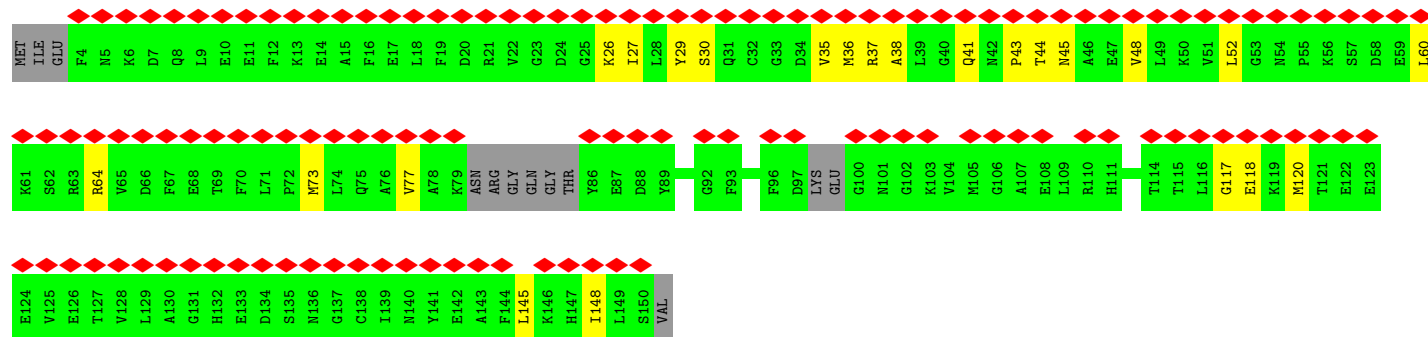 MET ILE GLU F4 N5 K6 D7 Q8 L9 E10 E11 F12 K13 E14 A15 F16 E17 L18 F19 D20 R21 V22 G23 D24 G25 K26 I27 L28 Y29 S30 Q31 C32 G33 D34 V35 M36 R37 A38 L39 G40 Q41 N42 P43 T44 N45 A46 E47 V48 L49 K50 V51 L52 G53 N54 P55 K56 S57 D58 E59 L60
K61 S62 R63 R64 V65 D66 F67 E68 T69 F70 L71 P72 M73 L74 Q75 A76 V77 A78 K79 ASN ARG GLY GLN GLY THR Y86 E87 D88 Y89 G92 F93 F96 D97 LYS GLU G100 N101 G102 K103 V104 M105 G106 A107 E108 L109 R110 H111 T114 T115 L116 G117 E118 K119 M120 T121 E122 E123
E124 V125 E126 T127 V128 L129 A130 G131 H132 E133 D134 S135 N136 G137 C138 I139 N140 Y141 E142 A143 F144 L145 K146 H147 I148 L149 S150 VAL